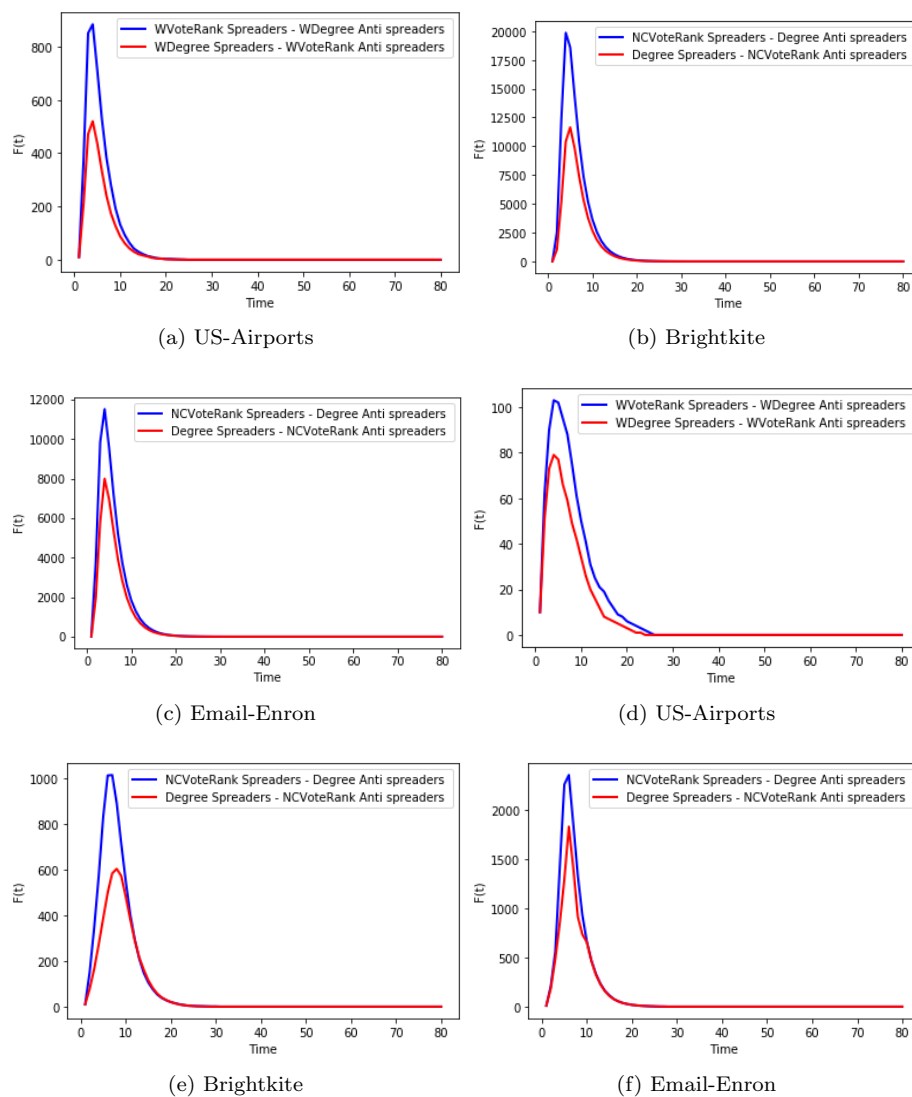 WVoteRank Spreaders - WDegree Anti spreaders
WDegree Spreaders - WVoteRank Anti spreaders
800
600
400
200
0
F(t)
0 10 20 30 40 50 60 70 80
Time
(a) US-Airports
NCVoteRank Spreaders - Degree Anti spreaders
Degree Spreaders - NCVoteRank Anti spreaders
20000
17500
15000
12500
10000
7500
5000
2500
0
F(t)
0 10 20 30 40 50 60 70 80
Time
(b) Brightkite
NCVoteRank Spreaders - Degree Anti spreaders
Degree Spreaders - NCVoteRank Anti spreaders
12000
10000
8000
6000
4000
2000
0
F(t)
0 10 20 30 40 50 60 70 80
Time
(c) Email-Enron
WVoteRank Spreaders - WDegree Anti spreaders
WDegree Spreaders - WVoteRank Anti spreaders
100
80
60
40
20
0
F(t)
0 10 20 30 40 50 60 70 80
Time
(d) US-Airports
NCVoteRank Spreaders - Degree Anti spreaders
Degree Spreaders - NCVoteRank Anti spreaders
1000
800
600
400
200
0
F(t)
0 10 20 30 40 50 60 70 80
Time
(e) Brightkite
NCVoteRank Spreaders - Degree Anti spreaders
Degree Spreaders - NCVoteRank Anti spreaders
2000
1500
1000
500
0
F(t)
0 10 20 30 40 50 60 70 80
Time
(f) Email-Enron